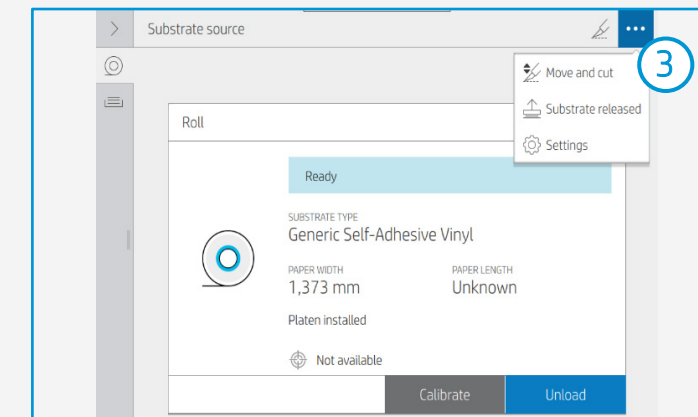 Substrate source
3
Move and cut
Substrate released
Settings
Roll
Ready
SUBSTRATE TYPE
Generic Self-Adhesive Vinyl
PAPER WIDTH PAPER LENGTH
1,373 mm Unknown
Platen installed
Not available
Calibrate Unload